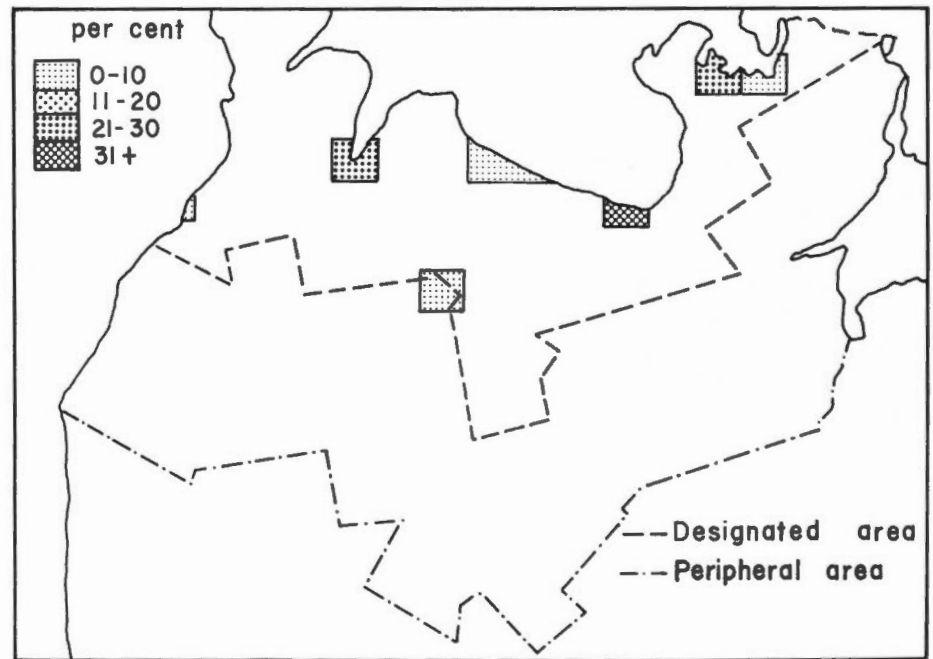 per cent
0-10
11-20
21-30
31+
Designated area
Peripheral area